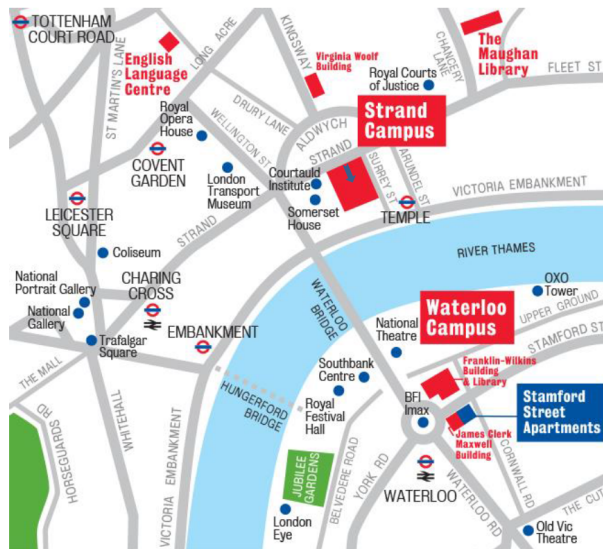 TOTTENHAM
COURT ROAD
ST MARTIN'S LANE
English
Language
Centre
LONG ACRE
KINGSWAY
Virginia Woolf
Building
CHANCERY
LANE
The
Maughan
Library
FLEET ST
Royal Courts
of Justice
Royal
Opera
House
DRURY LANE
WELLINGTON ST
ALDWYCH
Strand
Campus
STRAND
COVENT
GARDEN
London
Transport
Museum
Courtauld
Institute
Somerset
House
SURREY ST
ARUNDEL ST
TEMPLE
VICTORIA EMBANKMENT
LEICESTER
SQUARE
STRAND
Coliseum
RIVER THAMES
National
Portrait Gallery
National
Gallery
CHARING
CROSS
EMBANKMENT
WATERLOO
BRIDGE
OXO
Tower
Waterloo
Campus
UPPER GROUND
National
Theatre
STAMFORD ST
Trafalgar
Square
THE MALL
HORSEGUARDS RD
WHITEHALL
VICTORIA EMBANKMENT
HUNGERFORD
BRIDGE
Southbank
Centre
Royal
Festival
Hall
Franklin-Wilkins
Building
& Library
BFI
Imax
Stamford
Street
Apartments
James Clerk
Maxwell
Building
CORNWALL RD
JUBILEE
GARDENS
BELVEDERE ROAD
YORK RD
WATERLOO
WATERLOO RD
THE CUT
London
Eye
Old Vic
Theatre